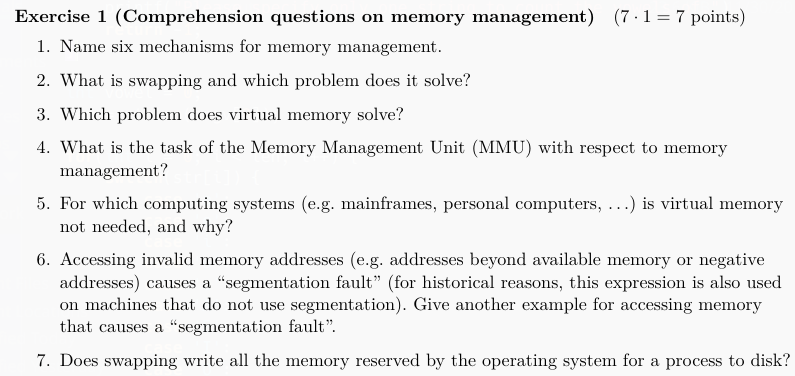 Exercise 1 (Comprehension questions on memory management) (7 · 1 = 7 points)
1. Name six mechanisms for memory management.
2. What is swapping and which problem does it solve?
3. Which problem does virtual memory solve?
4. What is the task of the Memory Management Unit (MMU) with respect to memory
management?
5. For which computing systems (e.g. mainframes, personal computers, ...) is virtual memory
not needed, and why?
6. Accessing invalid memory addresses (e.g. addresses beyond available memory or negative
addresses) causes a “segmentation fault” (for historical reasons, this expression is also used
on machines that do not use segmentation). Give another example for accessing memory
that causes a “segmentation fault”.
7. Does swapping write all the memory reserved by the operating system for a process to disk?